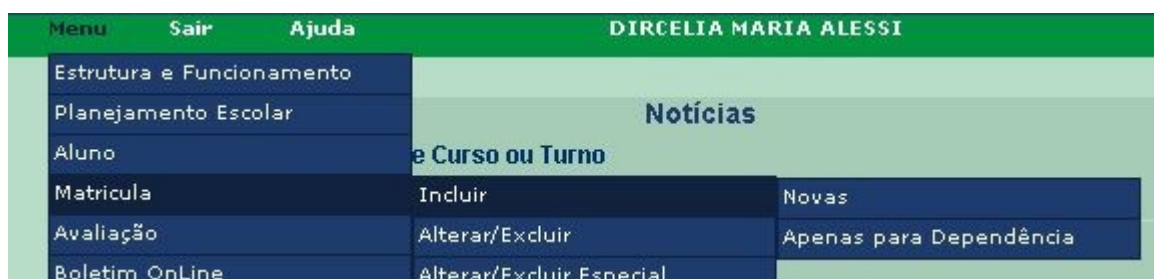 Menu Sair Ajuda DIRCELIA MARIA ALESSI
Estrutura e Funcionamento
Planejamento Escolar Notícias
Aluno e Curso ou Turno
Matricula Incluir Novas
Avaliação Alterar/Excluir Apenas para Dependência
Boletim OnLine Alterar/Excluir Especial